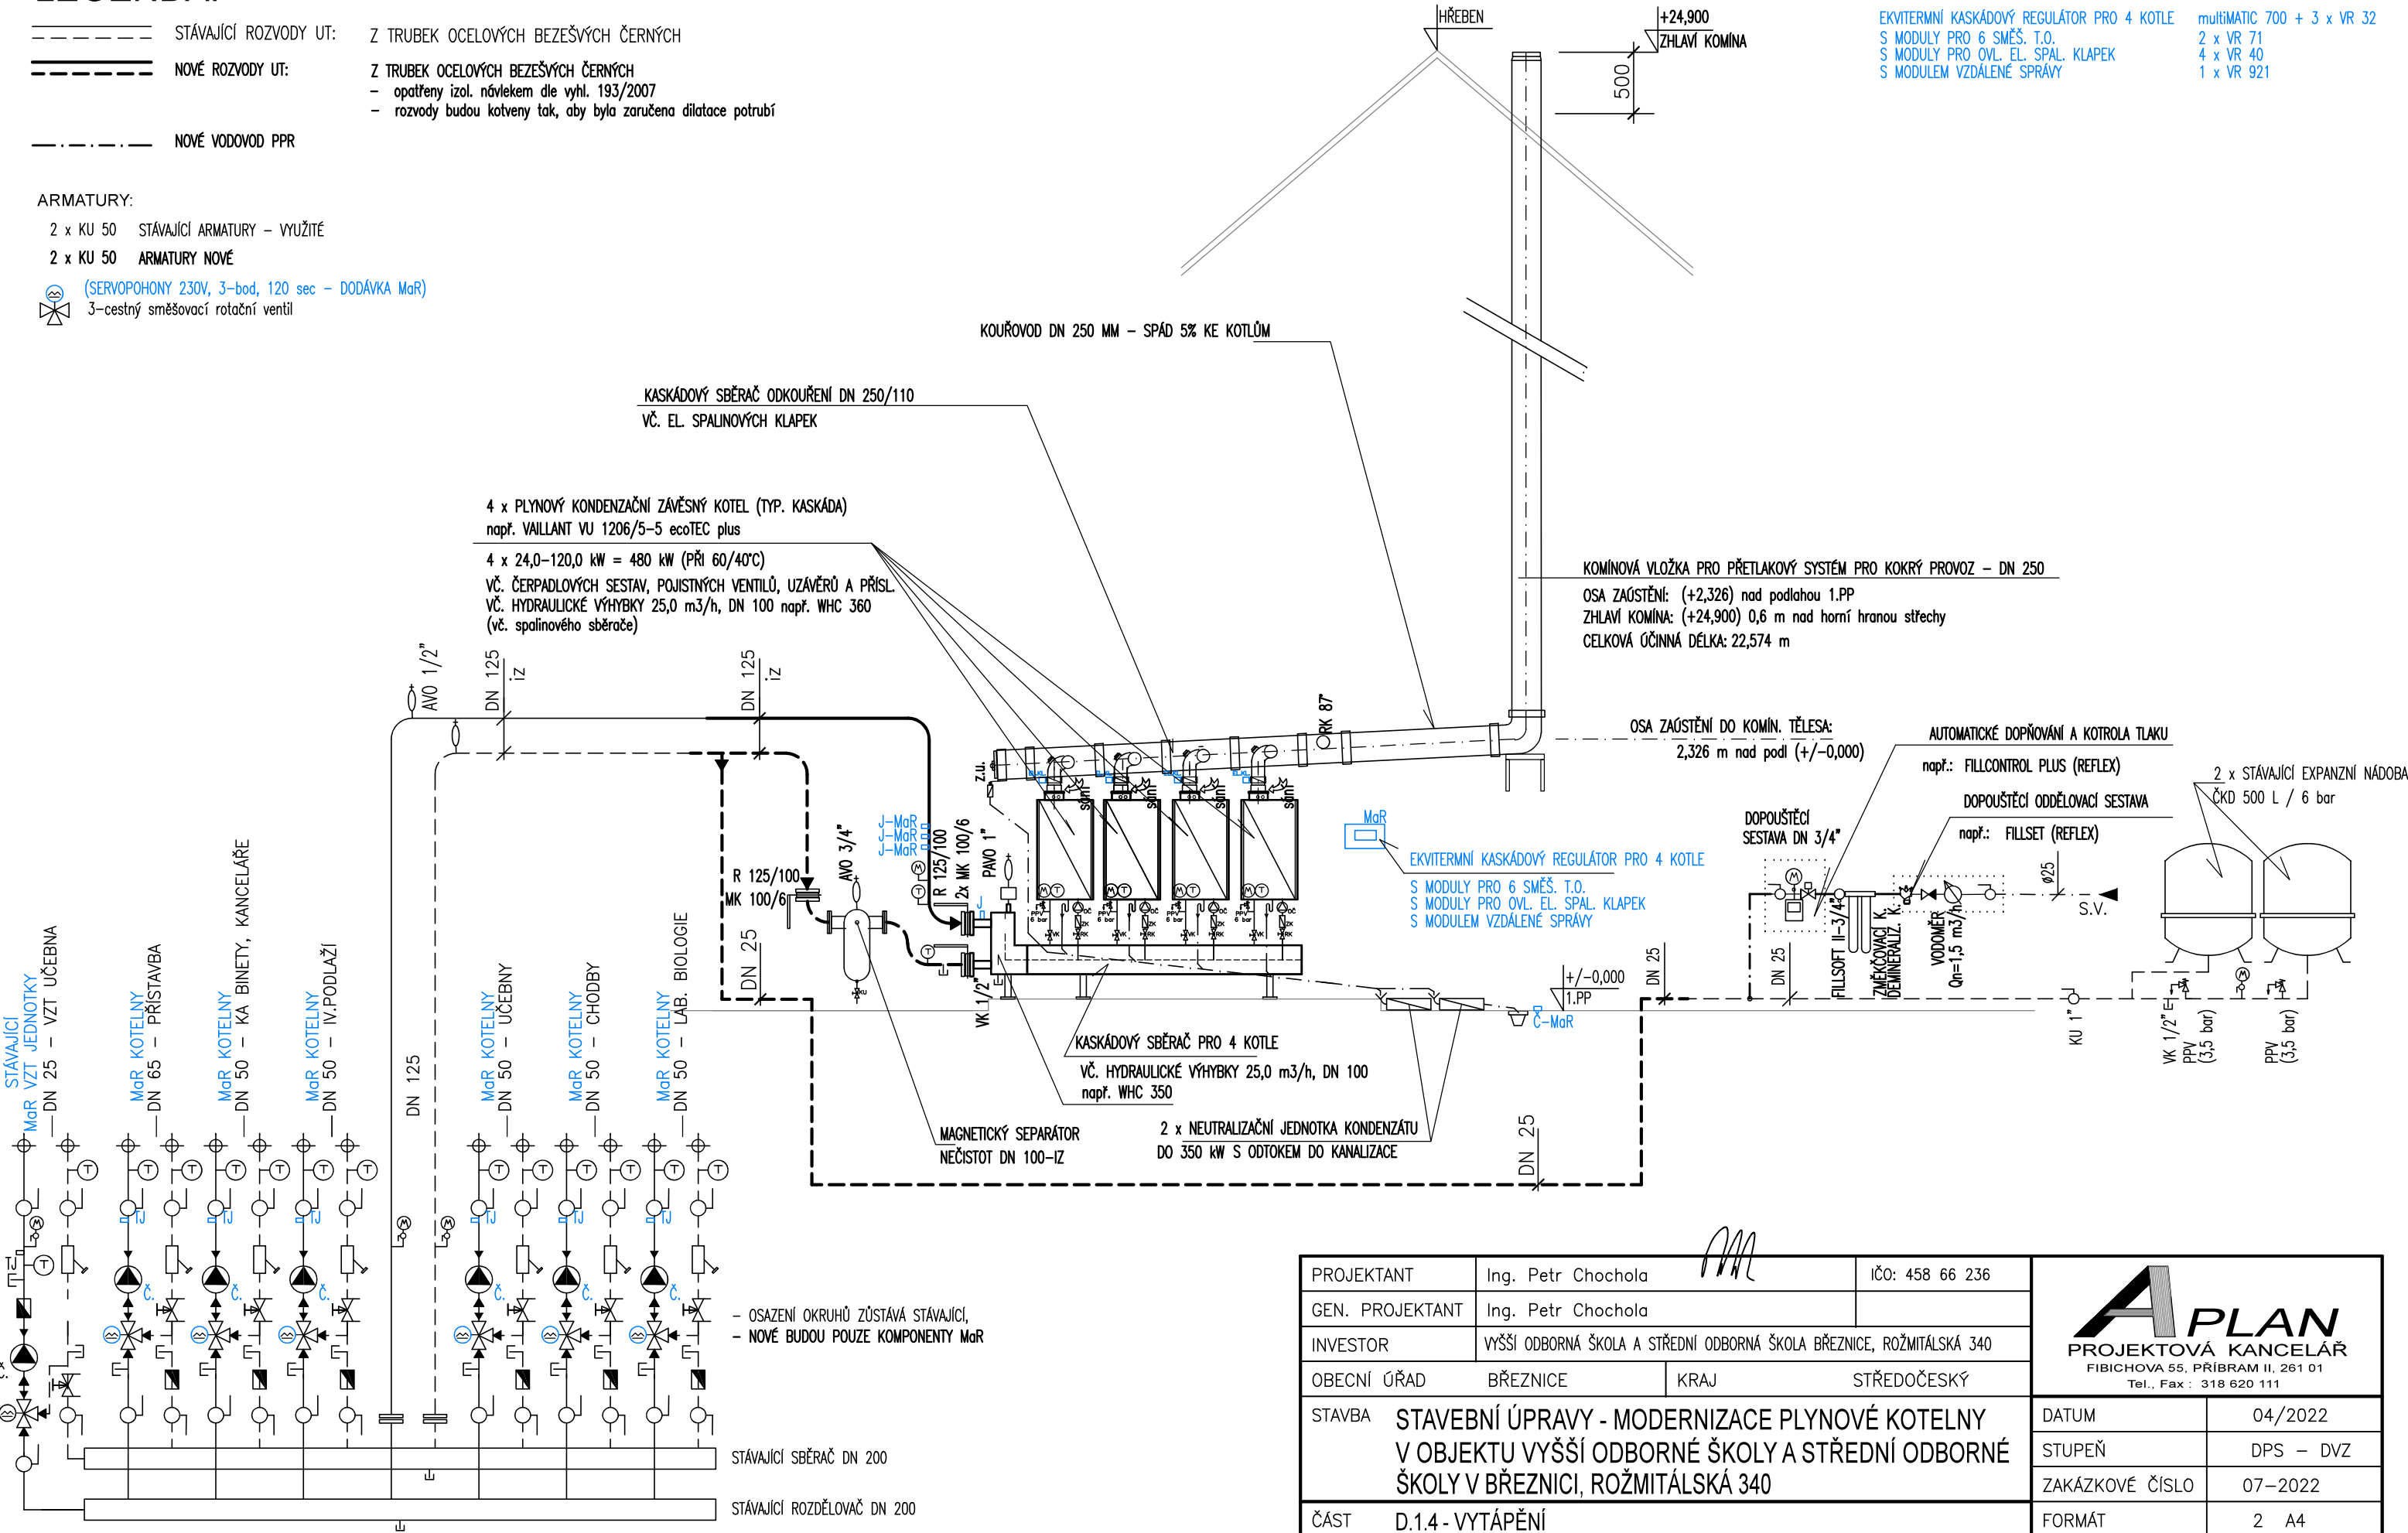 STÁVAJÍCÍ ROZVODY UT: Z TRUBEK OCELOVÝCH BEZEŠVÝCH ČERNÝCH
NOVÉ ROZVODY UT: Z TRUBEK OCELOVÝCH BEZEŠVÝCH ČERNÝCH
- opatřeny izol. návlekem dle vyhl. 193/2007
- rozvody budou kotveny tak, aby byla zaručena dilatace potrubí
NOVÉ VODOVOD PPR
ARMATURY:
2 x KU 50 STÁVAJÍCÍ ARMATURY - VYUŽITÉ
2 x KU 50 ARMATURY NOVÉ
(SERVOPOHONY 230V, 3-bod, 120 sec - DODÁVKA MaR)
3-cestný směšovací rotační ventil
HŘEBEN
+24,900
ZHLAVÍ KOMÍNA
500
EKVITERMNÍ KASKÁDOVÝ REGULÁTOR PRO 4 KOTLE multiMATIC 700 + 3 x VR 32
S MODULY PRO 6 SMĚŠ. T.O. 2 x VR 71
S MODULY PRO OVL. EL. SPAL. KLAPEK 4 x VR 40
S MODULEM VZDÁLENÉ SPRÁVY 1 x VR 921
KOUŘOVOD DN 250 MM - SPÁD 5% KE KOTLŮM
KASKÁDOVÝ SBĚRAČ ODKOUŘENÍ DN 250/110
VČ. EL. SPALINOVÝCH KLAPEK
4 x PLYNOVÝ KONDENZAČNÍ ZÁVĚSNÝ KOTEL (TYP. KASKÁDA)
např. VAILLANT VU 1206/5-5 ecoTEC plus
4 x 24,0-120,0 kW = 480 kW (PŘI 60/40°C)
VČ. ČERPADLOVÝCH SESTAV, POJISTNÝCH VENTILŮ, UZÁVĚRŮ A PŘÍSL.
VČ. HYDRAULICKÉ VÝHYBKY 25,0 m3/h, DN 100 např. WHC 360
(vč. spalinového sběrače)
KOMÍNOVÁ VLOŽKA PRO PŘETLAKOVÝ SYSTÉM PRO KOKRÝ PROVOZ - DN 250
OSA ZAÚSTĚNÍ: (+2,326) nad podlahou 1.PP
ZHLAVÍ KOMÍNA: (+24,900) 0,6 m nad horní hranou střechy
CELKOVÁ ÚČINNÁ DÉLKA: 22,574 m
AVO 1/2"
DN 125
iz
DN 125
iz
RK 87°
OSA ZAÚSTĚNÍ DO KOMÍN. TĚLESA:
2,326 m nad podl (+/-0,000)
AUTOMATICKÉ DOPŇOVÁNÍ A KOTROLA TLAKU
např.: FILLCONTROL PLUS (REFLEX)
DOPOUŠTĚCÍ ODDĚLOVACÍ SESTAVA
např.: FILLSET (REFLEX)
DOPOUŠTĚCÍ
SESTAVA DN 3/4"
2 x STÁVAJÍCÍ EXPANZNÍ NÁDOBA
ČKD 500 L / 6 bar
z.u.
sání
sání
sání
sání
J-MaR
J-MaR
J-MaR
R 125/100
2x MK 100/6
PAVO 1"
J
AVO 3/4"
R 125/100
MK 100/6
MaR
EKVITERMNÍ KASKÁDOVÝ REGULÁTOR PRO 4 KOTLE
S MODULY PRO 6 SMĚŠ. T.O.
S MODULY PRO OVL. EL. SPAL. KLAPEK
S MODULEM VZDÁLENÉ SPRÁVY
FILLSOFT II-3/4"
ZMĚKČOVACÍ K.
DEMINERALIZ. K.
VODOMĚR
Qn=1,5 m3/h
ø25
S.V.
DN 25
DN 25
DN 25
VK 1/2"
+/-0,000
1.PP
Č-MaR
KU 1"
VK 1/2"
PPV
(3,5 bar)
PPV
(3,5 bar)
KASKÁDOVÝ SBĚRAČ PRO 4 KOTLE
VČ. HYDRAULICKÉ VÝHYBKY 25,0 m3/h, DN 100
např. WHC 350
MAGNETICKÝ SEPARÁTOR
NEČISTOT DN 100-IZ
2 x NEUTRALIZAČNÍ JEDNOTKA KONDENZÁTU
DO 350 kW S ODTOKEM DO KANALIZACE
DN 25
STÁVAJÍCÍ
MaR VZT JEDNOTKY
DN 25 - VZT UČEBNA
MaR KOTELNY
DN 65 - PŘÍSTAVBA
MaR KOTELNY
DN 50 - KA BINETY, KANCELÁŘE
MaR KOTELNY
DN 50 - IV.PODLAŽÍ
DN 125
MaR KOTELNY
DN 50 - UČEBNY
MaR KOTELNY
DN 50 - CHODBY
MaR KOTELNY
DN 50 - LAB. BIOLOGIE
TJ
TJ TJ TJ TJ TJ TJ
Č. Č. Č. Č. Č. Č.
- OSAZENÍ OKRUHŮ ZŮSTÁVÁ STÁVAJÍCÍ,
- NOVÉ BUDOU POUZE KOMPONENTY MaR
STÁVAJÍCÍ SBĚRAČ DN 200
STÁVAJÍCÍ ROZDĚLOVAČ DN 200
PROJEKTANT Ing. Petr Chochola IČO: 458 66 236
GEN. PROJEKTANT Ing. Petr Chochola
INVESTOR VYŠŠÍ ODBORNÁ ŠKOLA A STŘEDNÍ ODBORNÁ ŠKOLA BŘEZNICE, ROŽMITÁLSKÁ 340
OBECNÍ ÚŘAD BŘEZNICE KRAJ STŘEDOČESKÝ
STAVBA STAVEBNÍ ÚPRAVY - MODERNIZACE PLYNOVÉ KOTELNY
V OBJEKTU VYŠŠÍ ODBORNÉ ŠKOLY A STŘEDNÍ ODBORNÉ
ŠKOLY V BŘEZNICI, ROŽMITÁLSKÁ 340
ČÁST D.1.4 - VYTÁPĚNÍ
A PLAN
PROJEKTOVÁ KANCELÁŘ
FIBICHOVA 55, PŘÍBRAM II, 261 01
Tel., Fax : 318 620 111
DATUM 04/2022
STUPEŇ DPS - DVZ
ZAKÁZKOVÉ ČÍSLO 07-2022
FORMÁT 2 A4